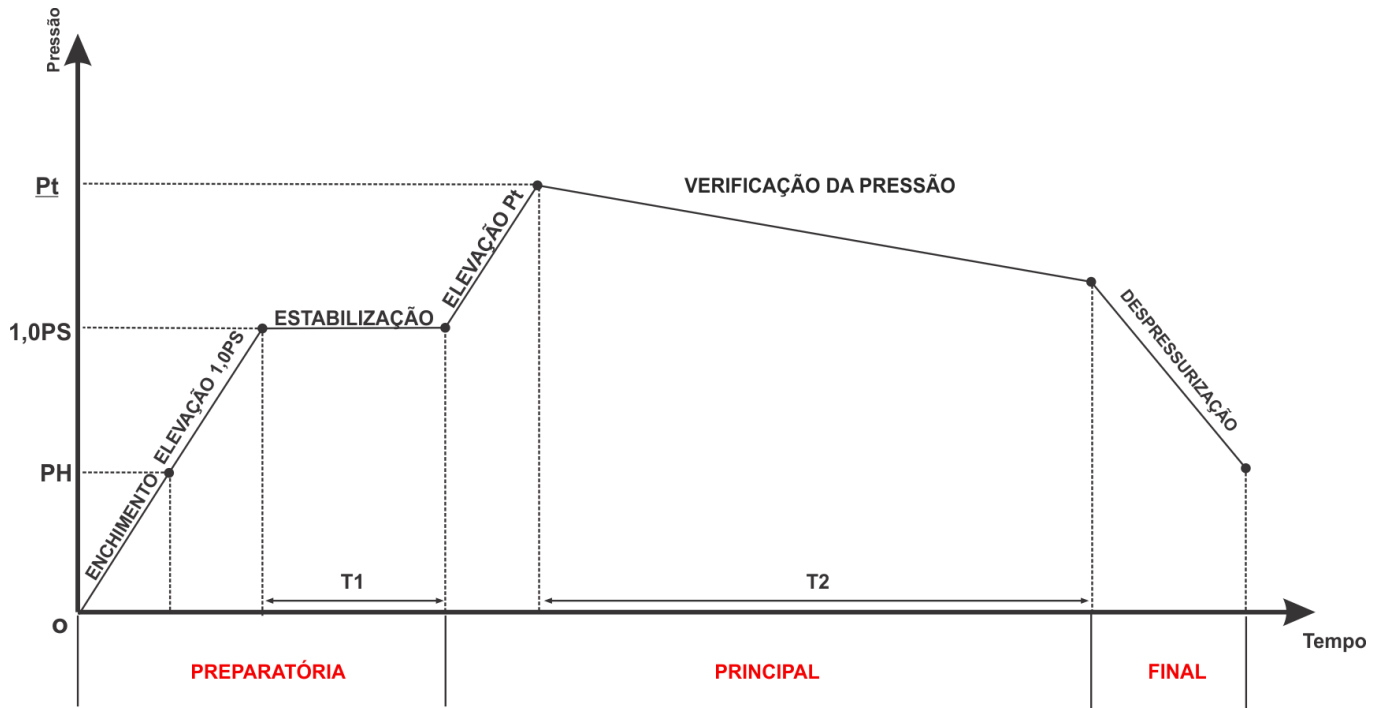 Pressão
Pt
VERIFICAÇÃO DA PRESSÃO
ELEVAÇÃO Pt
1,0PS
ESTABILIZAÇÃO
ELEVAÇÃO 1,0PS
DESPRESSURIZAÇÃO
PH
ENCHIMENTO
T1
T2
o
Tempo
PREPARATÓRIA
PRINCIPAL
FINAL